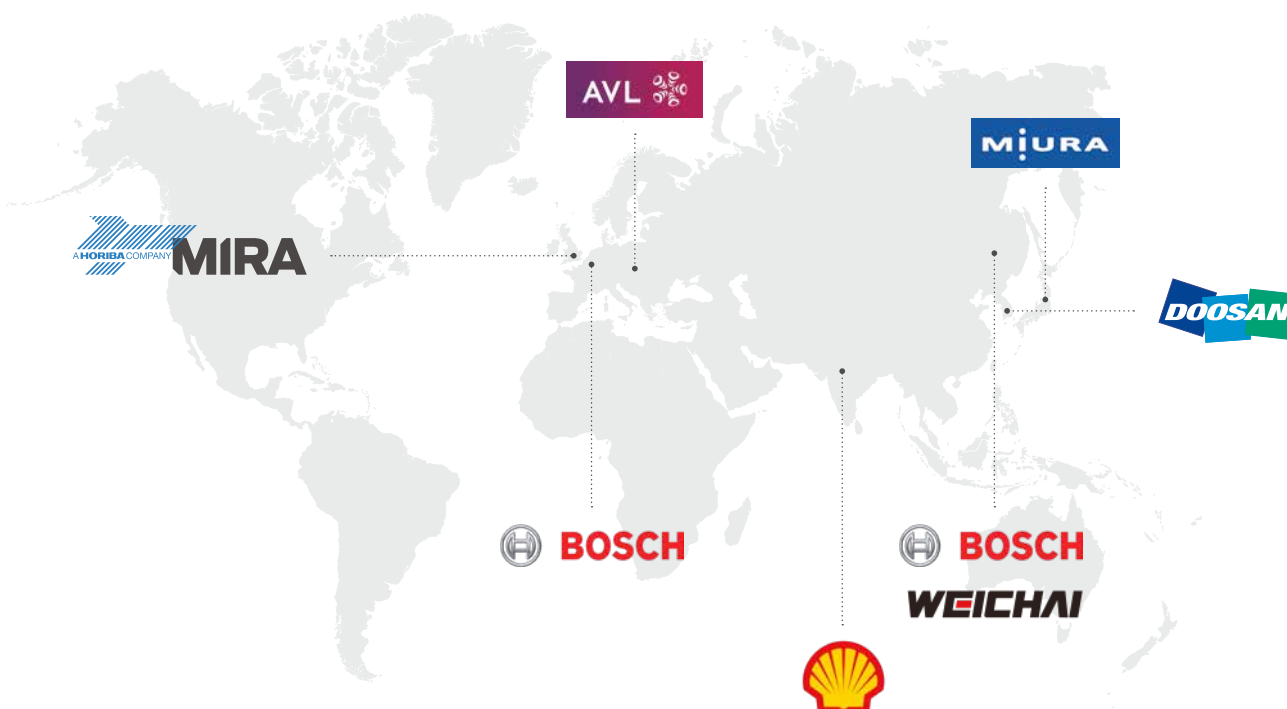 AVL
MiURA
A HORIBA COMPANY
MIRA
DOOSAN
BOSCH
BOSCH
WEICHAI